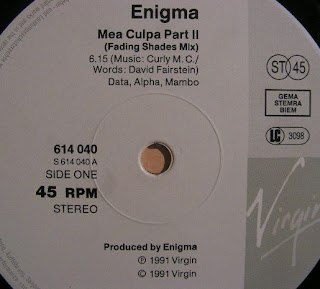 Enigma
Mea Culpa Part II
(Fading Shades Mix)
6.15 (Music: Curly M.C./
Words: David Fairstein)
Data, Alpha, Mambo
ST 45
GEMA
STEMRA
BIEM
LC 3098
614 040
S 614 040 A
SIDE ONE
45 RPM
STEREO
Virgin
Produced by Enigma
℗ 1991 Virgin
© 1991 Virgin